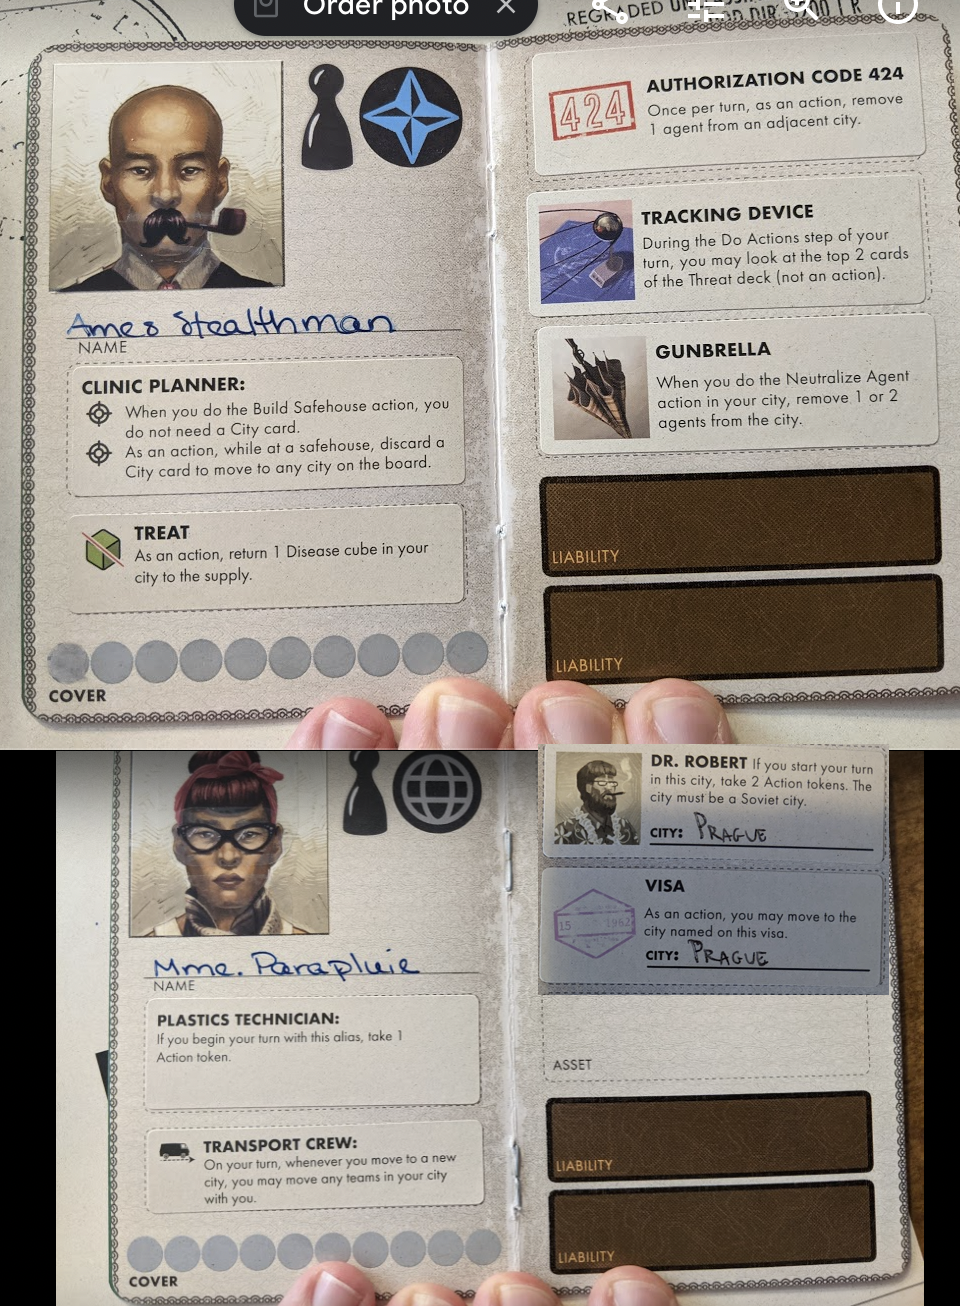 Order photo
REGRADED
424
AUTHORIZATION CODE 424
Once per turn, as an action, remove
1 agent from an adjacent city.
TRACKING DEVICE
During the Do Actions step of your
turn, you may look at the top 2 cards
of the Threat deck (not an action).
GUNBRELLA
When you do the Neutralize Agent
action in your city, remove 1 or 2
agents from the city.
LIABILITY
LIABILITY
Ames Stealthman
NAME
CLINIC PLANNER:
When you do the Build Safehouse action, you
do not need a City card.
As an action, while at a safehouse, discard a
City card to move to any city on the board.
TREAT
As an action, return 1 Disease cube in your
city to the supply.
COVER
Mme. Parapluie
NAME
PLASTICS TECHNICIAN:
If you begin your turn with this alias, take 1
Action token.
TRANSPORT CREW:
On your turn, whenever you move to a new
city, you may move any teams in your city
with you.
COVER
DR. ROBERT If you start your turn
in this city, take 2 Action tokens. The
city must be a Soviet city.
CITY: PRAGUE
VISA
15 1962
As an action, you may move to the
city named on this visa.
CITY: PRAGUE
ASSET
LIABILITY
LIABILITY